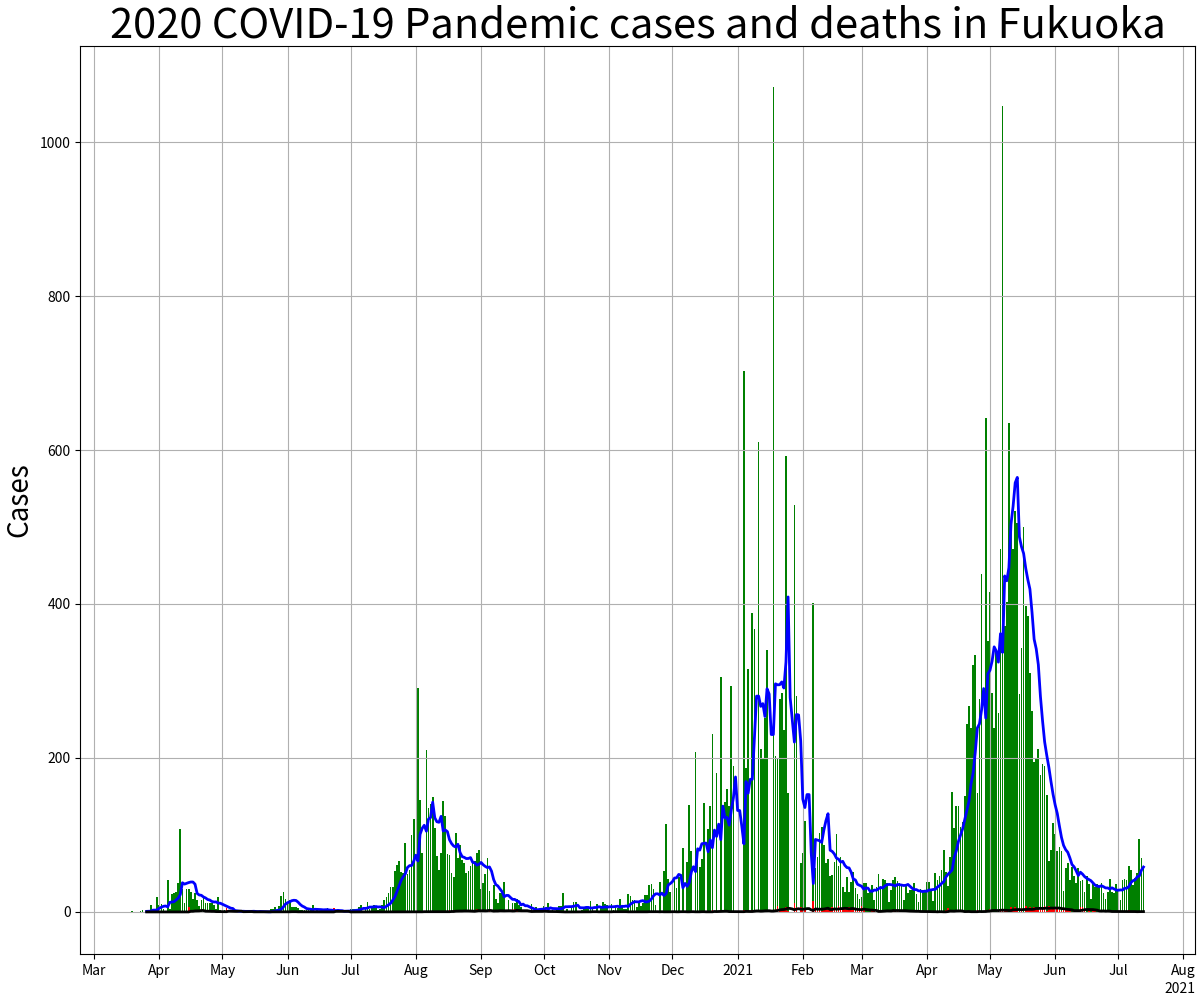 2020 COVID-19 Pandemic cases and deaths in Fukuoka
Cases
1000
800
600
400
200
0
Mar Apr May Jun Jul Aug Sep Oct Nov Dec 2021 Feb Mar Apr May Jun Jul Aug
2021